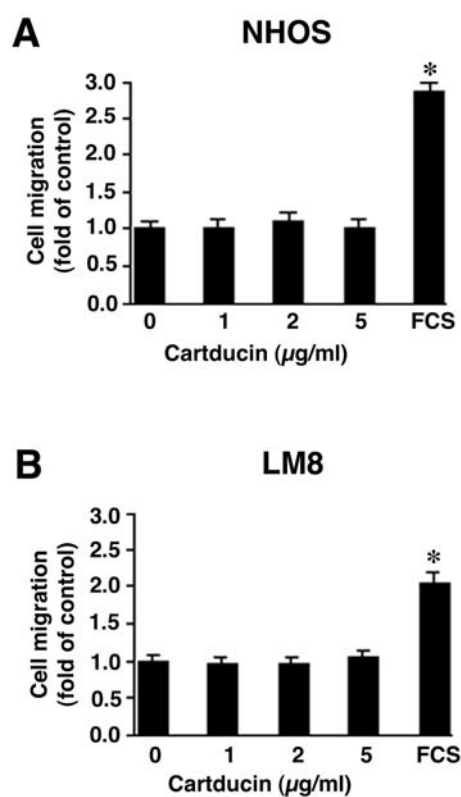 A
NHOS
Cell migration
(fold of control)
3.0
2.5
2.0
1.5
1.0
0.5
0.0
*
0 1 2 5 FCS
Cartducin (µg/ml)
B
LM8
Cell migration
(fold of control)
3.0
2.5
2.0
1.5
1.0
0.5
0.0
*
0 1 2 5 FCS
Cartducin (µg/ml)